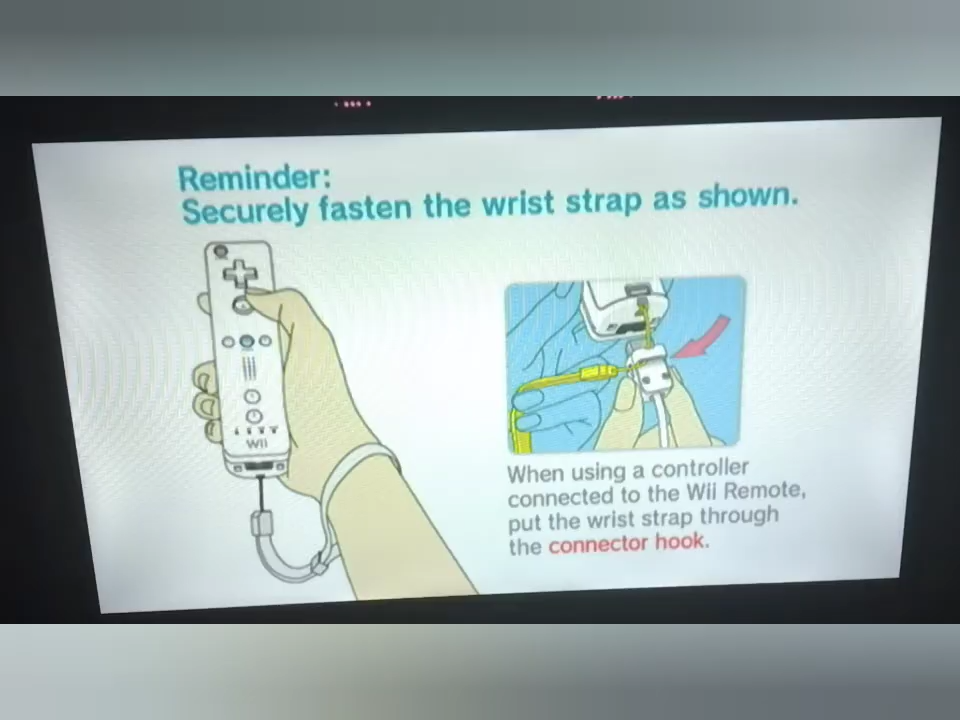 Reminder:
Securely fasten the wrist strap as shown.
Wii
When using a controller
connected to the Wii Remote,
put the wrist strap through
the connector hook.